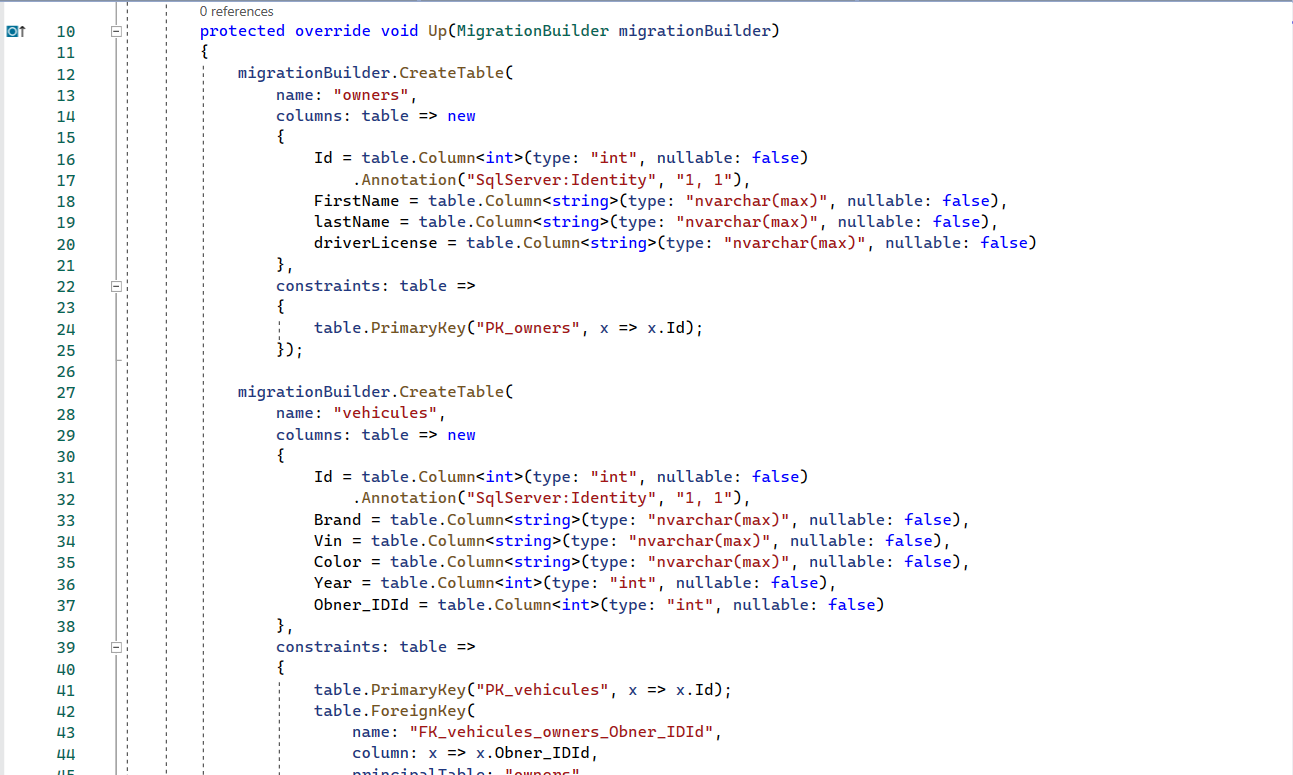 0 references
10 protected override void Up(MigrationBuilder migrationBuilder)
11 {
12 migrationBuilder.CreateTable(
13 name: "owners",
14 columns: table => new
15 {
16 Id = table.Column<int>(type: "int", nullable: false)
17 .Annotation("SqlServer:Identity", "1, 1"),
18 FirstName = table.Column<string>(type: "nvarchar(max)", nullable: false),
19 lastName = table.Column<string>(type: "nvarchar(max)", nullable: false),
20 driverLicense = table.Column<string>(type: "nvarchar(max)", nullable: false)
21 },
22 constraints: table =>
23 {
24 table.PrimaryKey("PK_owners", x => x.Id);
25 });
26
27 migrationBuilder.CreateTable(
28 name: "vehicules",
29 columns: table => new
30 {
31 Id = table.Column<int>(type: "int", nullable: false)
32 .Annotation("SqlServer:Identity", "1, 1"),
33 Brand = table.Column<string>(type: "nvarchar(max)", nullable: false),
34 Vin = table.Column<string>(type: "nvarchar(max)", nullable: false),
35 Color = table.Column<string>(type: "nvarchar(max)", nullable: false),
36 Year = table.Column<int>(type: "int", nullable: false),
37 Obner_IDId = table.Column<int>(type: "int", nullable: false)
38 },
39 constraints: table =>
40 {
41 table.PrimaryKey("PK_vehicules", x => x.Id);
42 table.ForeignKey(
43 name: "FK_vehicules_owners_Obner_IDId",
44 column: x => x.Obner_IDId,
45 principalTable: "owners"